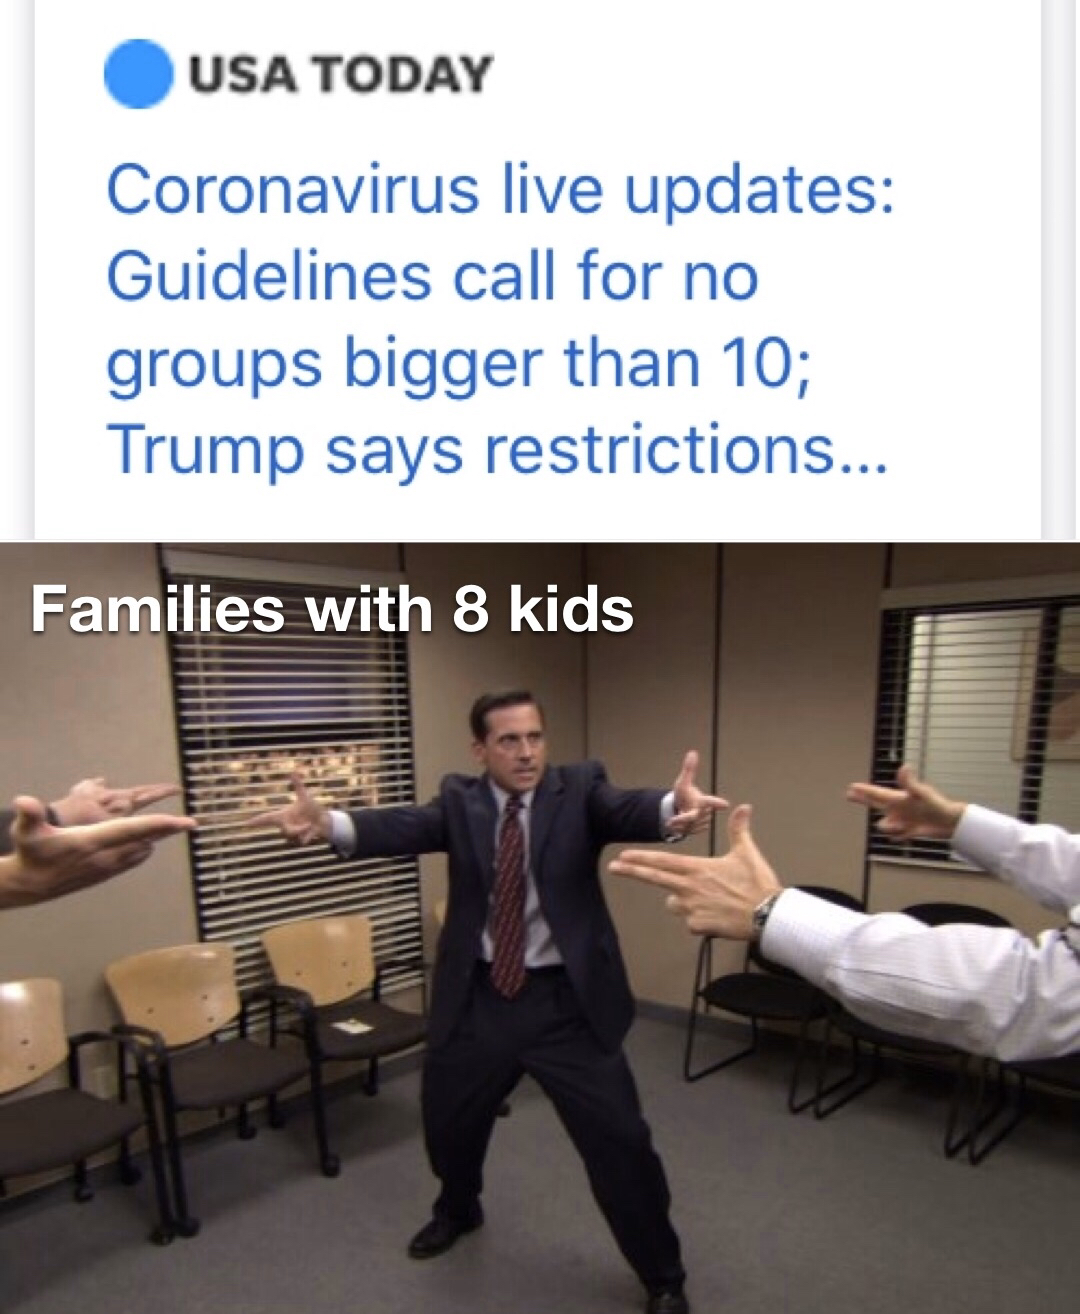 USA TODAY
Coronavirus live updates:
Guidelines call for no
groups bigger than 10;
Trump says restrictions...
Families with 8 kids